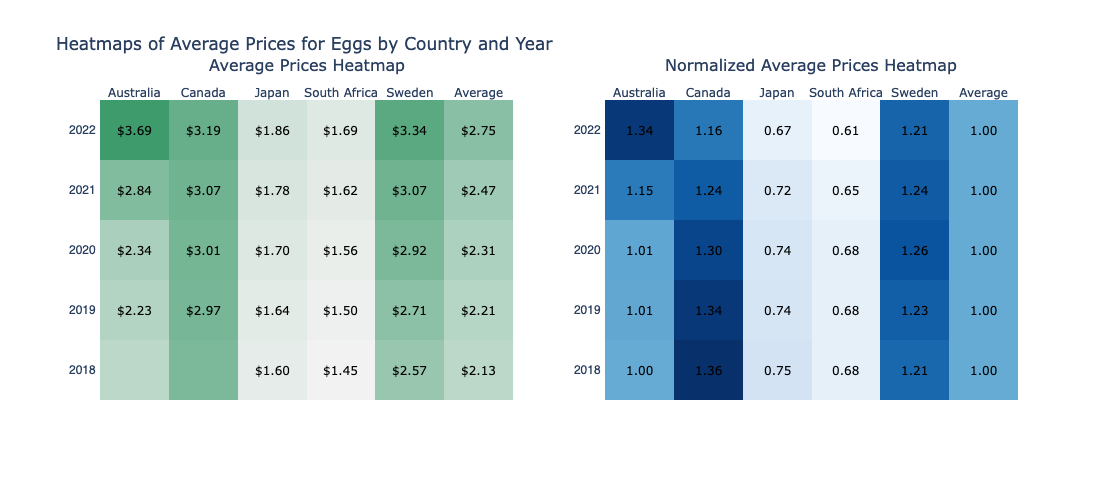 Heatmaps of Average Prices for Eggs by Country and Year
Average Prices Heatmap
Normalized Average Prices Heatmap
Australia Canada Japan South Africa Sweden Average
Australia Canada Japan South Africa Sweden Average
2022 $3.69 $3.19 $1.86 $1.69 $3.34 $2.75
2022 1.34 1.16 0.67 0.61 1.21 1.00
2021 $2.84 $3.07 $1.78 $1.62 $3.07 $2.47
2021 1.15 1.24 0.72 0.65 1.24 1.00
2020 $2.34 $3.01 $1.70 $1.56 $2.92 $2.31
2020 1.01 1.30 0.74 0.68 1.26 1.00
2019 $2.23 $2.97 $1.64 $1.50 $2.71 $2.21
2019 1.01 1.34 0.74 0.68 1.23 1.00
2018 $1.60 $1.45 $2.57 $2.13
2018 1.00 1.36 0.75 0.68 1.21 1.00